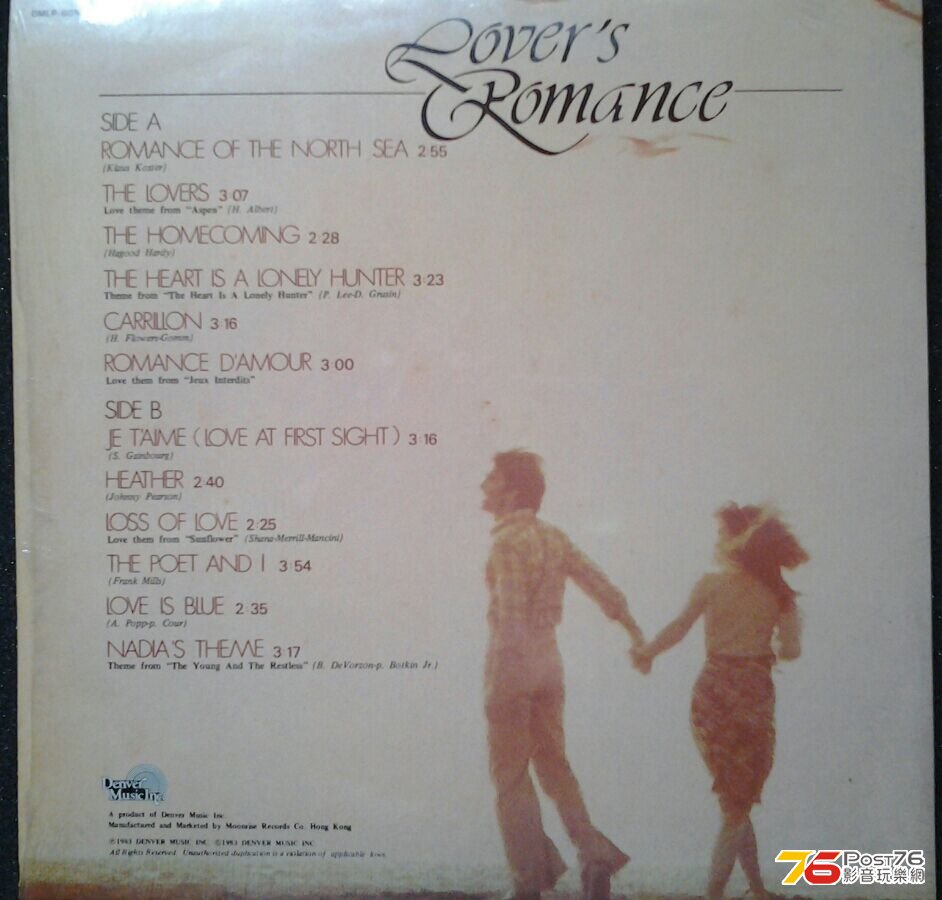 Lover's
Romance
SIDE A
ROMANCE OF THE NORTH SEA 2:55
(Klaus Koster)
THE LOVERS 3:07
Love theme from "Aspen" (H. Albert)
THE HOMECOMING 2:28
(Hagood Hardy)
THE HEART IS A LONELY HUNTER 3:23
Theme from "The Heart Is A Lonely Hunter" (P. Lee-D. Grusin)
CARRILLON 3:16
(H. Flowers-Gomm)
ROMANCE D'AMOUR 3:00
Love them from "Jeux Interdits"
SIDE B
JE T'AIME (LOVE AT FIRST SIGHT) 3:16
(S. Gainbourg)
HEATHER 2:40
(Johnny Pearson)
LOSS OF LOVE 2:25
Love them from "Sunflower" (Shana-Merrill-Mancini)
THE POET AND I 3:54
(Frank Mills)
LOVE IS BLUE 2:35
(A. Popp-p. Cour)
NADIA'S THEME 3:17
Theme from "The Young And The Restless" (B. DeVorzon-p. Botkin Jr.)
Denver
Music Inc
A product of Denver Music Inc
Manufactured and Marketed by Moonrise Records Co. Hong Kong
℗1983 DENVER MUSIC INC ©1983 DENVER MUSIC INC
All Rights Reserved. Unauthorized duplication is a violation of applicable laws.
76 Post76
影音玩樂網